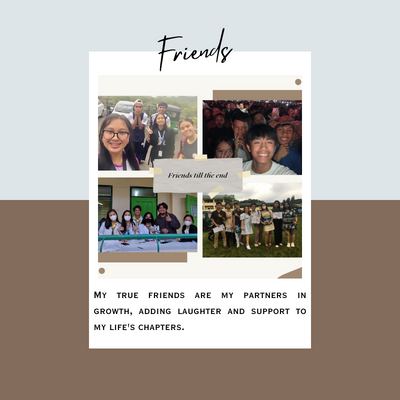 Friends
Friends till the end
My true friends are my partners in
growth, adding laughter and support to
my life's chapters.